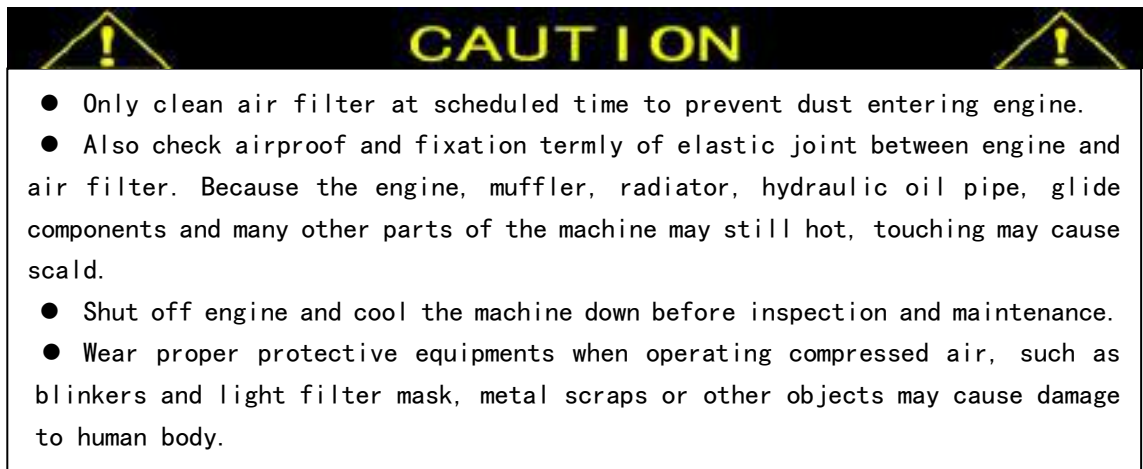 CAUTION
● Only clean air filter at scheduled time to prevent dust entering engine.
● Also check airproof and fixation termly of elastic joint between engine and
air filter. Because the engine, muffler, radiator, hydraulic oil pipe, glide
components and many other parts of the machine may still hot, touching may cause
scald.
● Shut off engine and cool the machine down before inspection and maintenance.
● Wear proper protective equipments when operating compressed air, such as
blinkers and light filter mask, metal scraps or other objects may cause damage
to human body.